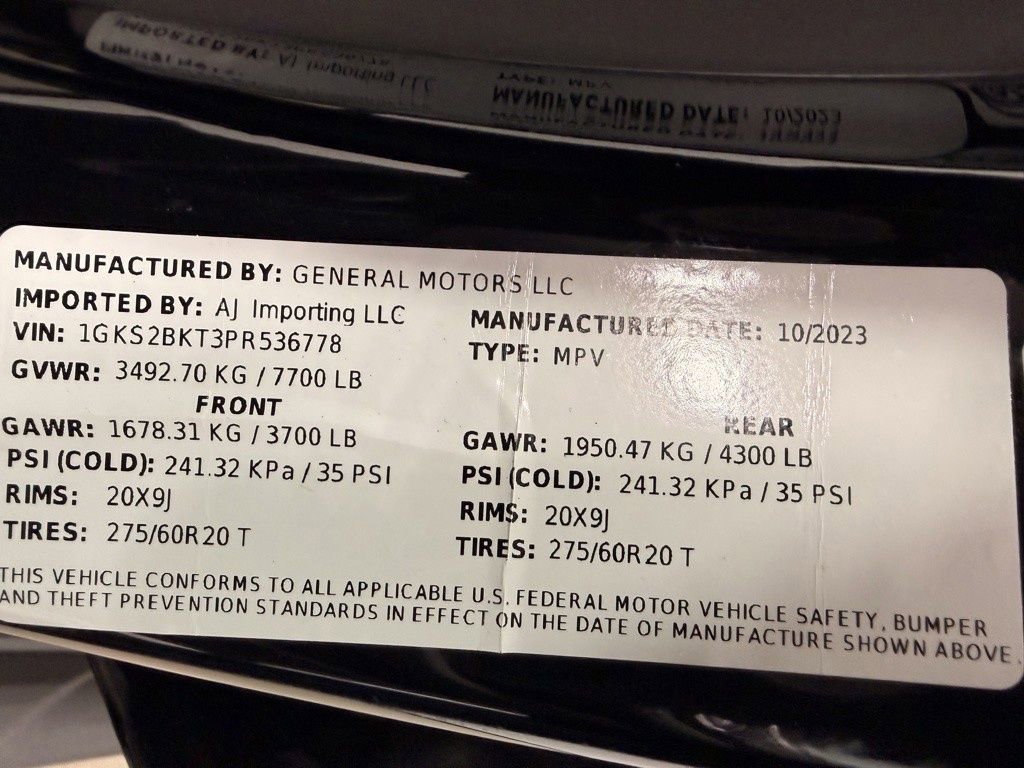 MANUFACTURED BY: GENERAL MOTORS LLC
IMPORTED BY: AJ Importing LLC
MANUFACTURED DATE: 10/2023
VIN: 1GKS2BKT3PR536778
TYPE: MPV
GVWR: 3492.70 KG / 7700 LB
FRONT
REAR
GAWR: 1678.31 KG / 3700 LB
GAWR: 1950.47 KG / 4300 LB
PSI (COLD): 241.32 KPa / 35 PSI
PSI (COLD): 241.32 KPa / 35 PSI
RIMS: 20X9J
RIMS: 20X9J
TIRES: 275/60R20 T
TIRES: 275/60R20 T
THIS VEHICLE CONFORMS TO ALL APPLICABLE U.S. FEDERAL MOTOR VEHICLE SAFETY, BUMPER
AND THEFT PREVENTION STANDARDS IN EFFECT ON THE DATE OF MANUFACTURE SHOWN ABOVE.